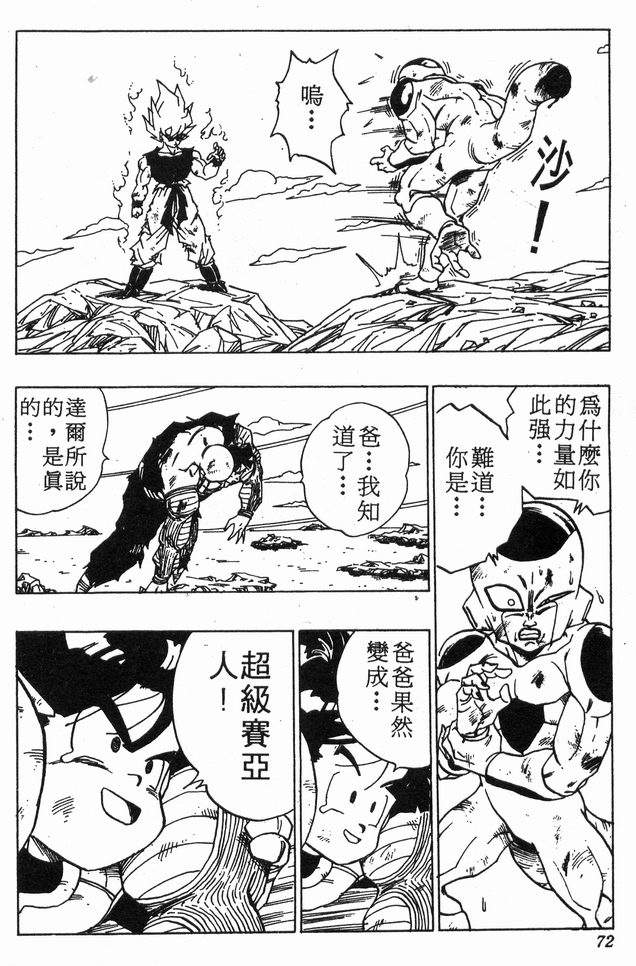 沙！
嗚…
爲什麼你
的力量如
此强…
難道…
你是…
爸…我知
道了…
達爾所說
的，是眞
的…
爸爸果然
變成…
超級賽亞
人！
72